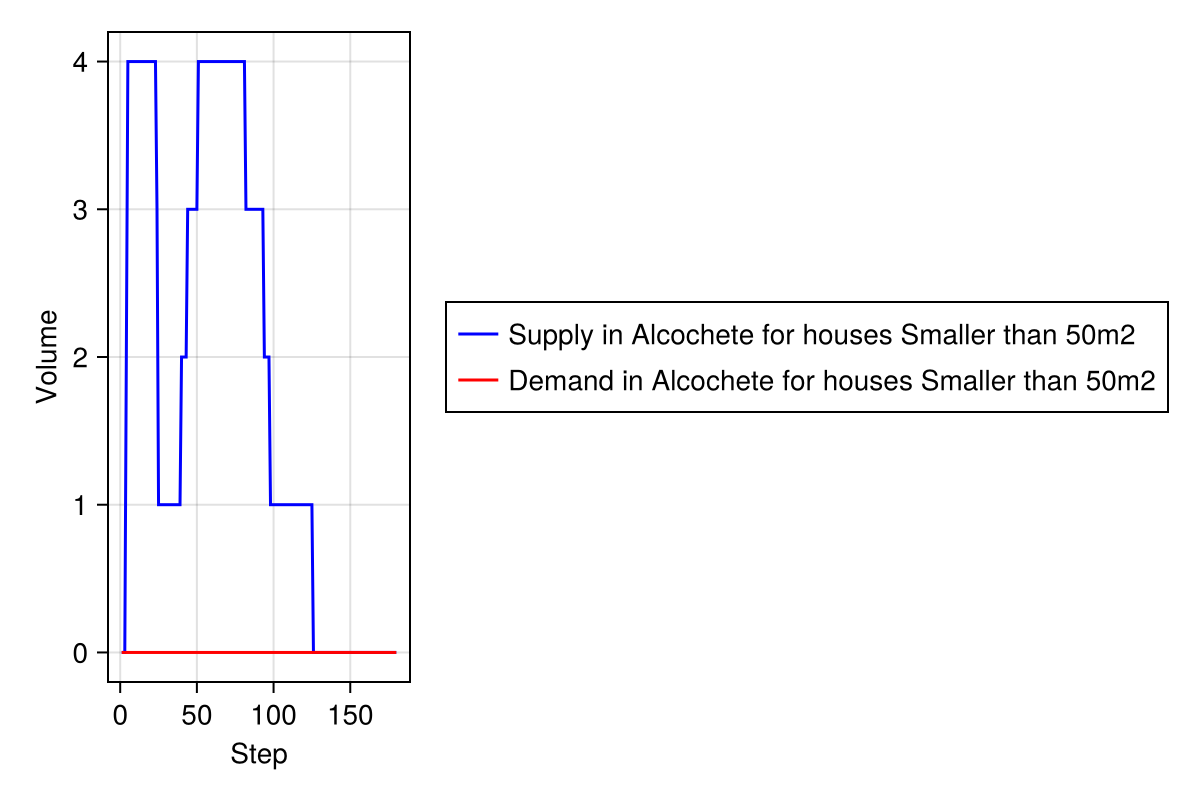 4
3
2
1
0
Volume
0 50 100 150
Step
Supply in Alcochete for houses Smaller than 50m2
Demand in Alcochete for houses Smaller than 50m2